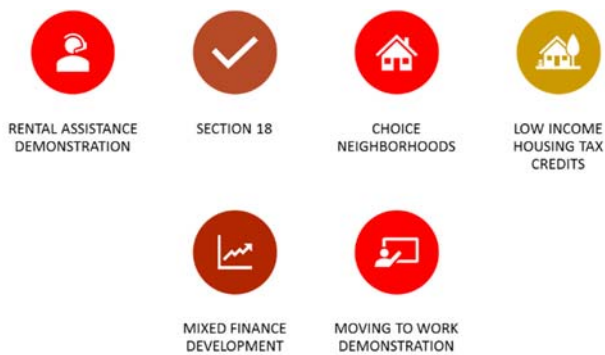 RENTAL ASSISTANCE
DEMONSTRATION
SECTION 18
CHOICE
NEIGHBORHOODS
LOW INCOME
HOUSING TAX
CREDITS
MIXED FINANCE
DEVELOPMENT
MOVING TO WORK
DEMONSTRATION